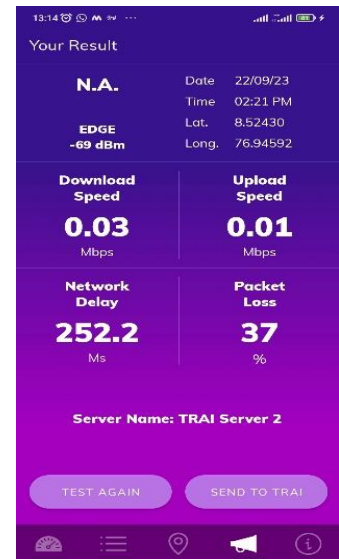 13:14
Your Result
N.A.
EDGE
-69 dBm
Date 22/09/23
Time 02:21 PM
Lat. 8.52430
Long. 76.94592
Download
Speed
0.03
Mbps
Upload
Speed
0.01
Mbps
Network
Delay
252.2
Ms
Packet
Loss
37
%
Server Name: TRAI Server 2
TEST AGAIN
SEND TO TRAI